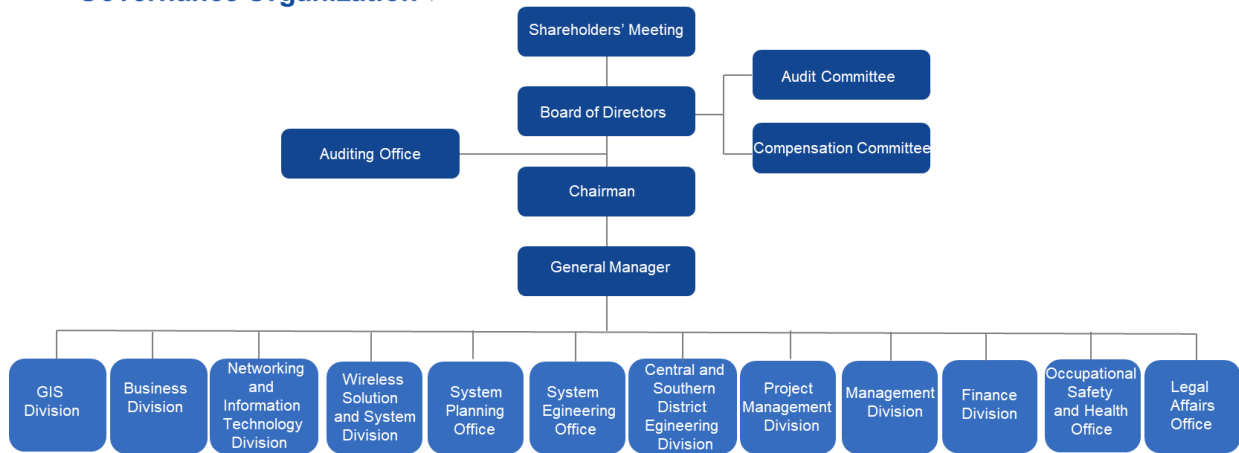 Governance Organization
Shareholders' Meeting
Audit Committee
Board of Directors
Auditing Office
Compensation Committee
Chairman
General Manager
GIS
Division
Business
Division
Networking
and
Information
Technology
Division
Wireless
Solution
and System
Division
System
Planning
Office
System
Egineering
Office
Central and
Southern
District
Egineering
Division
Project
Management
Division
Management
Division
Finance
Division
Occupational
Safety
and Health
Office
Legal
Affairs
Office